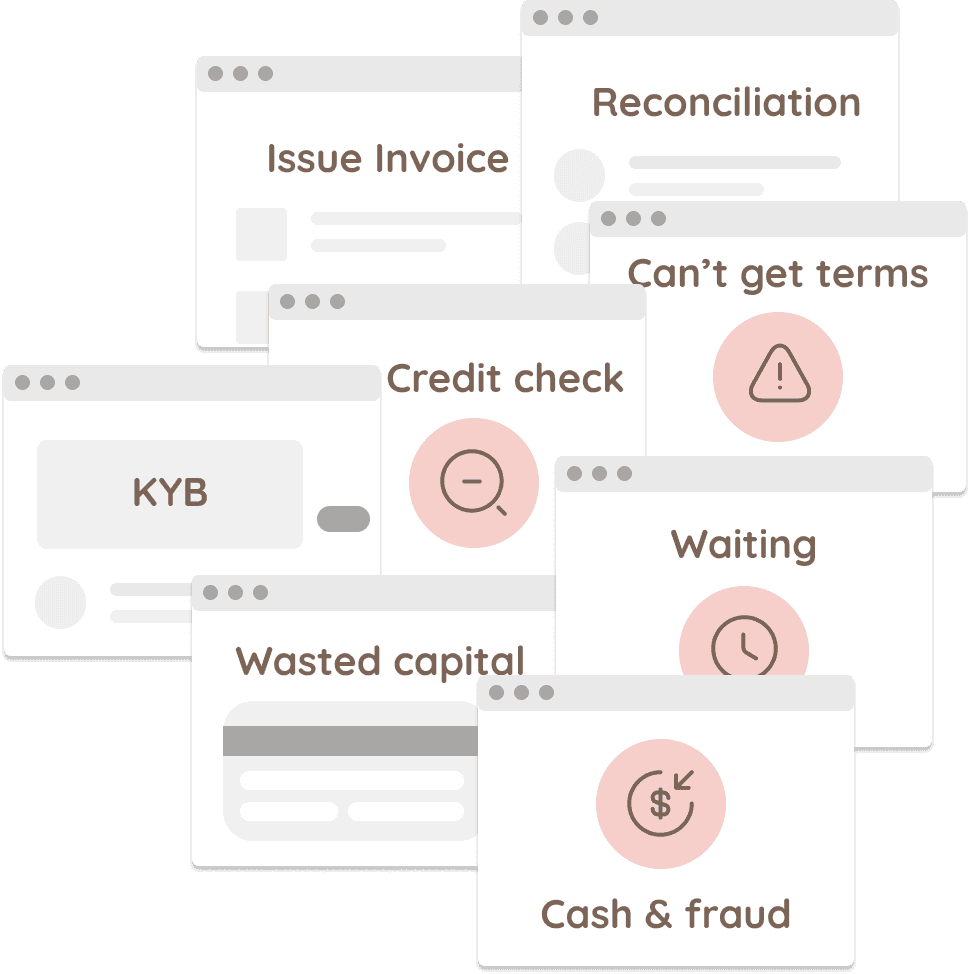 Reconciliation
Issue Invoice
Can’t get terms
Credit check
KYB
Waiting
Wasted capital
$
Cash & fraud